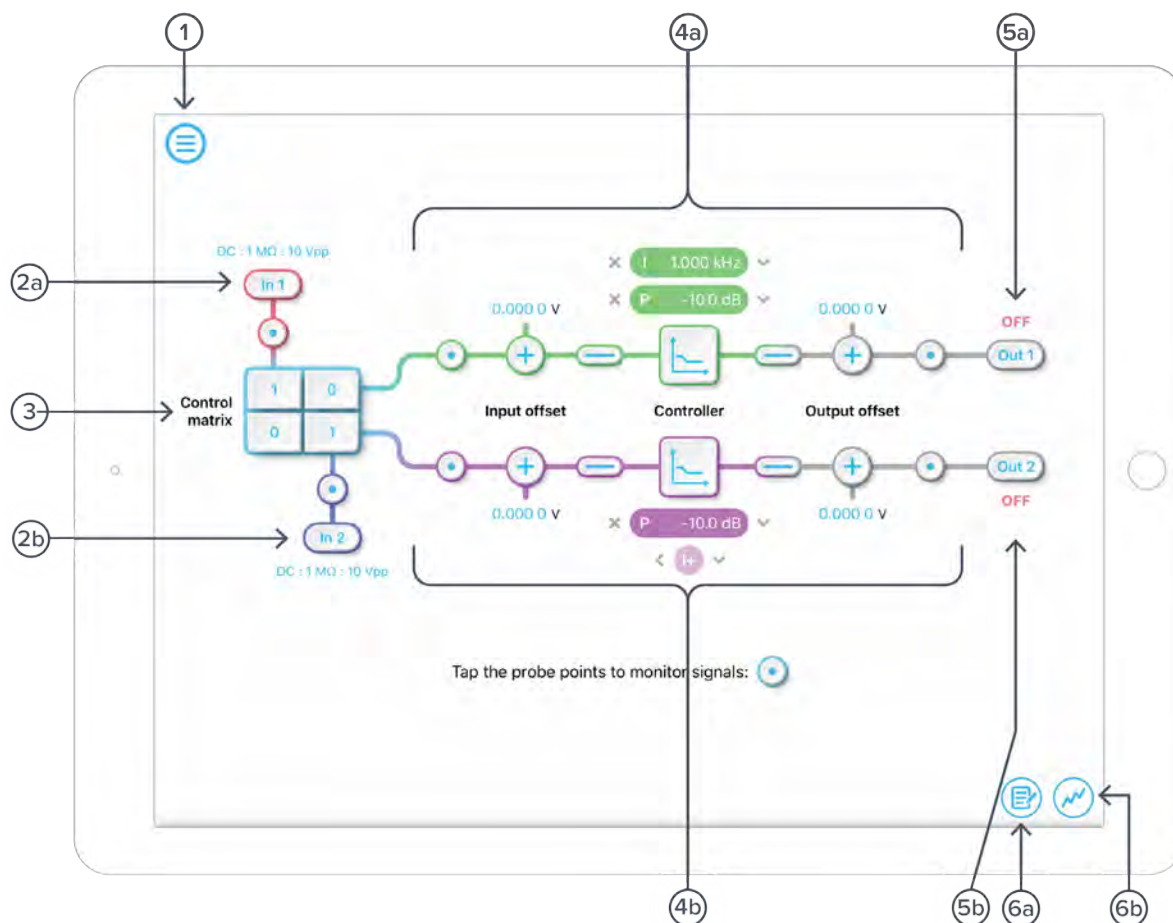 1
4a
5a
DC : 1 MΩ : 10 Vpp
2a
In 1
× I 1.000 kHz
× P -10.0 dB
0.000 0 V
0.000 0 V
OFF
Out 1
3
Control
matrix
1 0
0 1
Input offset
Controller
Output offset
Out 2
OFF
0.000 0 V
0.000 0 V
× P -10.0 dB
I+
2b
In 2
DC : 1 MΩ : 10 Vpp
Tap the probe points to monitor signals:
4b
5b
6a
6b